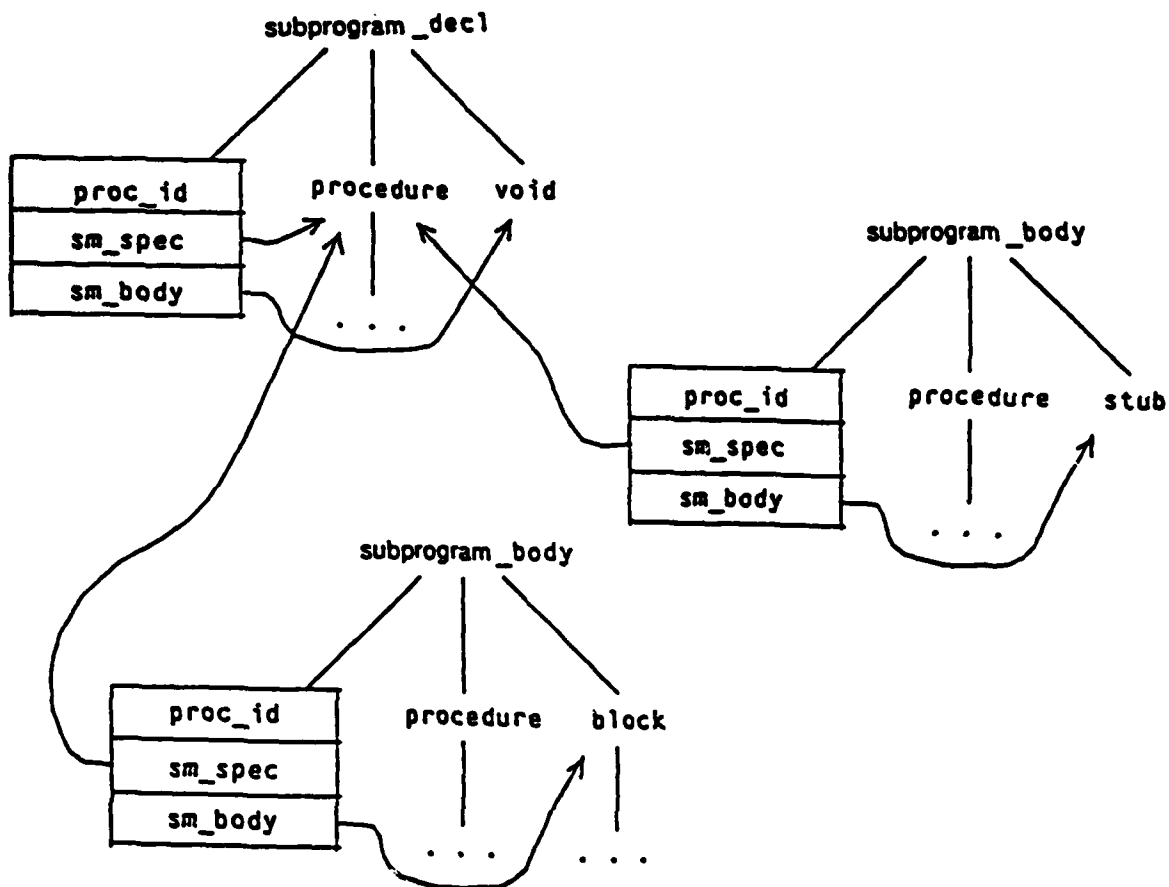 subprogram_decl
proc_id
sm_spec
sm_body
procedure
void
. . .
subprogram_body
proc_id
sm_spec
sm_body
procedure
stub
. . .
subprogram_body
proc_id
sm_spec
sm_body
procedure
block
. . .
. . .